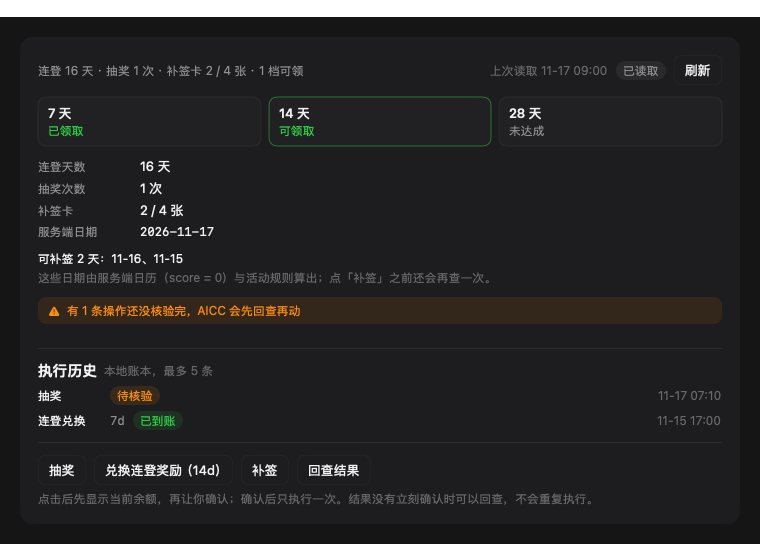 连登 16 天 · 抽奖 1 次 · 补签卡 2 / 4 张 · 1 档可领
上次读取 11-17 09:00 已读取 刷新
7 天 14 天 28 天
已领取 可领取 未达成
连登天数 16 天
抽奖次数 1 次
补签卡 2 / 4 张
服务端日期 2026-11-17
可补签 2 天：11-16、11-15
这些日期由服务端日历（score = 0）与活动规则算出；点「补签」之前还会再查一次。
有 1 条操作还没核验完，AICC 会先回查再动
执行历史 本地账本，最多 5 条
抽奖 待核验 11-17 07:10
连登兑换 7d 已到账 11-15 17:00
抽奖 兑换连登奖励（14d） 补签 回查结果
点击后先显示当前余额，再让你确认；确认后只执行一次。结果没有立刻确认时可以回查，不会重复执行。